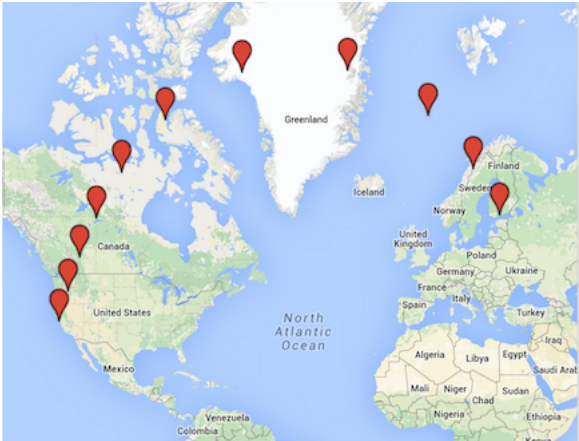 Greenland
Finland
Iceland
Sweden
Norway
United
Kingdom
Canada
Poland
Germany
Ukraine
France
Italy
Spain
Turkey
United States
North
Atlantic
Ocean
Iraq
Algeria
Libya
Egypt
Saudi Arab
Mexico
Mali
Niger
Sudan
Chad
Nigeria
Ethiopia
Venezuela
Colombia